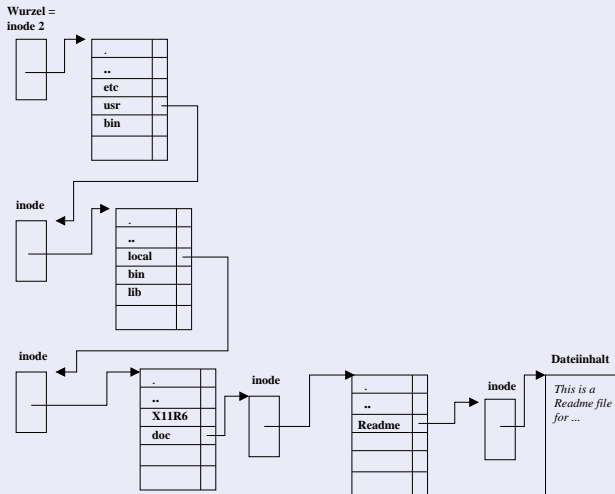 Wurzel =
inode 2
.
..
etc
usr
bin
inode
.
..
local
bin
lib
inode
.
..
X11R6
doc
inode
.
..
Readme
inode
Dateiinhalt
This is a
Readme file
for ...